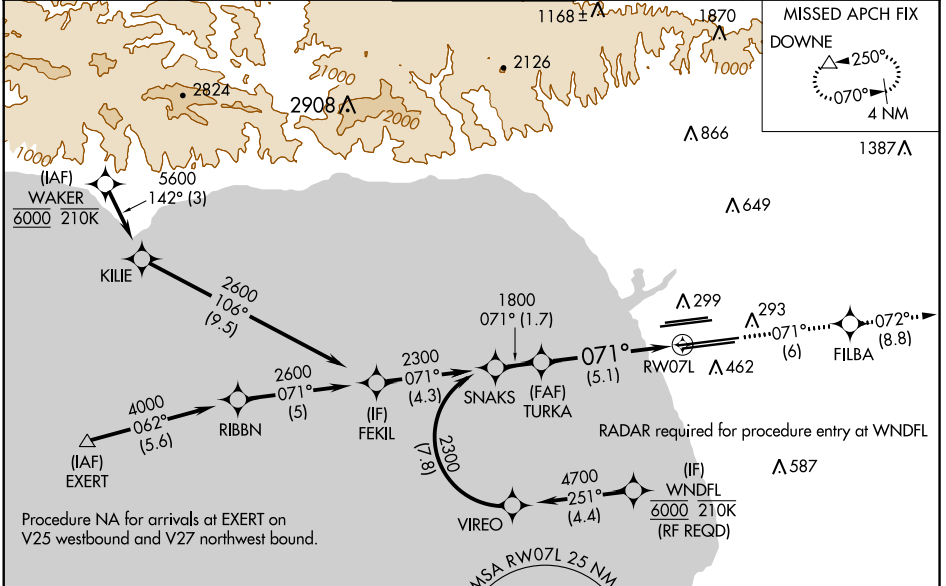 1168 ±
1870
MISSED APCH FIX
DOWNE
250°
070°
4 NM
2126
1000
1000
2824
2908
2000
866
1387
1000
(IAF)
WAKER
6000 210K
5600
142° (3)
649
KILIE
2600
106°
(9.5)
1800
071° (1.7)
299
293
071°
(6)
072°
(8.8)
FILBA
RW07L
462
071°
(5.1)
2300
071°
(4.3)
SNAKS
(FAF)
TURKA
2600
071°
(5)
(IF)
FEKIL
4000
062°
(5.6)
RIBBN
(IAF)
EXERT
RADAR required for procedure entry at WNDFL
2300
(7.8)
587
4700
251°
(4.4)
(IF)
WNDFL
6000 210K
(RF REQD)
VIREO
Procedure NA for arrivals at EXERT on
V25 westbound and V27 northwest bound.
MSA RW07L 25 NM